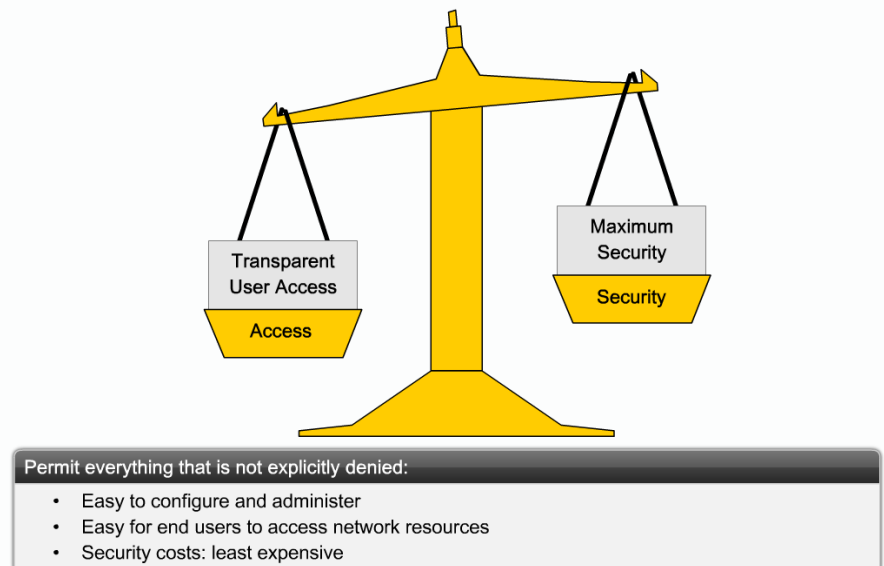 Maximum
Security
Transparent
User Access
Security
Access
Permit everything that is not explicitly denied:
• Easy to configure and administer
• Easy for end users to access network resources
• Security costs: least expensive